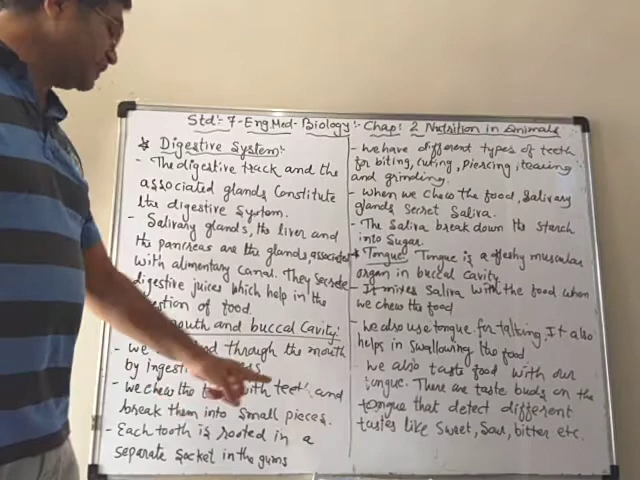 Std:- 7 - Eng Med - Biology:- Chap: 2 Nutrition in Animals
* Digestive System:-
- The digestive track and the
associated glands Constitute
the digestive System.
- Salivary glands, the liver and
the pancreas are the glands associated
with alimentary canal. They secrete
digestive juices which help in the
of food.
mouth and buccal Cavity:
- we through the mouth
by
- we chew the with teeth and
break them into small pieces.
- Each tooth is rooted in a
separate socket in the gums
- we have different types of teeth
for biting, cuting, piercing, tearing
and grinding.
- When we chew the food, Salivary
glands secret Saliva.
- The Saliva break down the starch
into Sugar.
* Tongue: Tongue is a fleshy muscular
organ in buccal cavity
- It mixes saliva with the food when
we chew the food
- we also use tongue for talking. It also
helps in swallowing the food.
we also taste food with our
tongue. There are taste buds on the
tongue that detect different
tastes like Sweet, Sour, bitter etc.